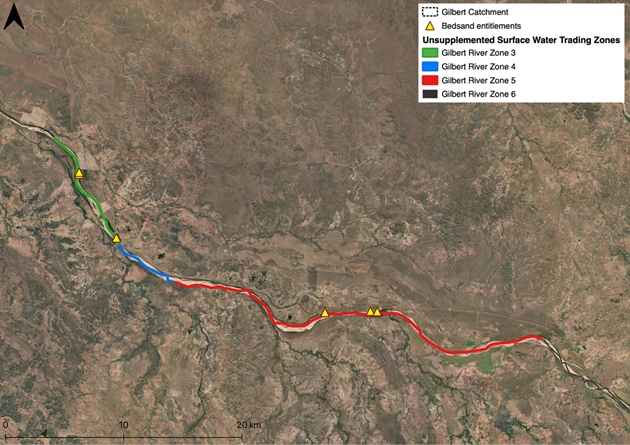 Gilbert Catchment
Bedsand entitlements
Unsupplemented Surface Water Trading Zones
Gilbert River Zone 3
Gilbert River Zone 4
Gilbert River Zone 5
Gilbert River Zone 6
0 10 20 km